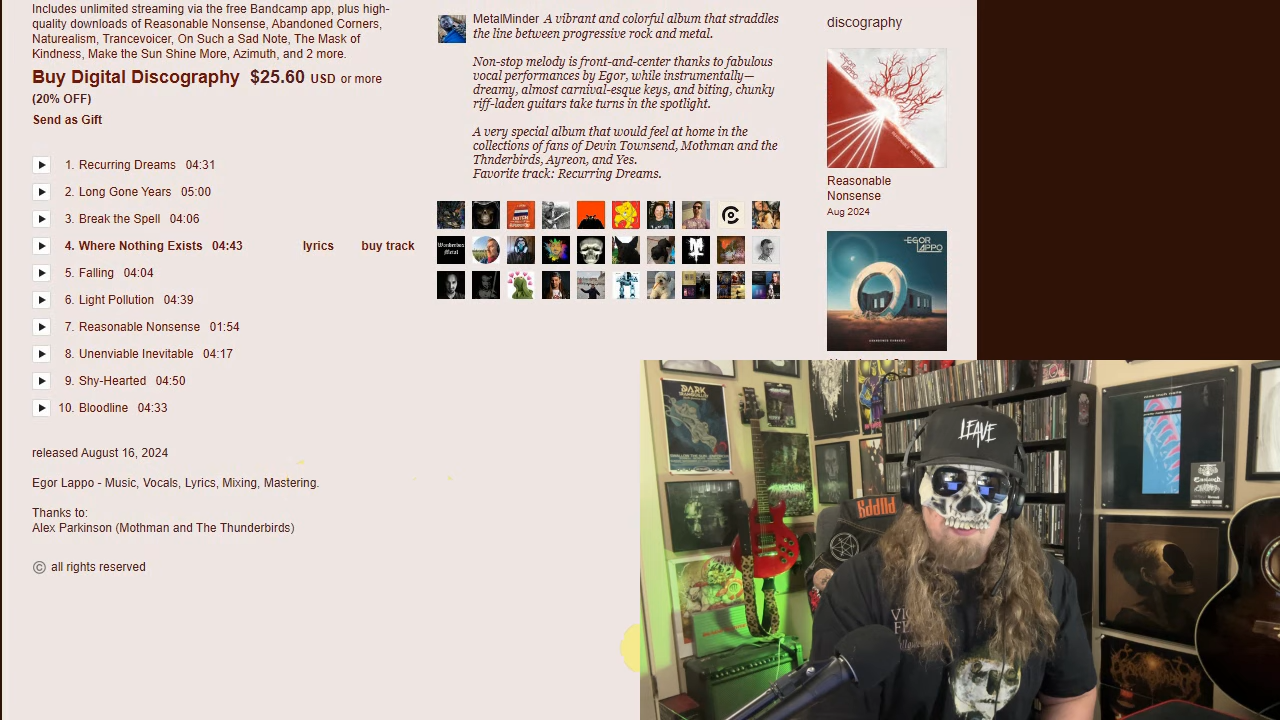 Includes unlimited streaming via the free Bandcamp app, plus high-
quality downloads of Reasonable Nonsense, Abandoned Corners,
Naturealism, Trancevoicer, On Such a Sad Note, The Mask of
Kindness, Make the Sun Shine More, Azimuth, and 2 more.
Buy Digital Discography $25.60 USD or more
(20% OFF)
Send as Gift
1. Recurring Dreams 04:31
2. Long Gone Years 05:00
3. Break the Spell 04:06
4. Where Nothing Exists 04:43 lyrics buy track
5. Falling 04:04
6. Light Pollution 04:39
7. Reasonable Nonsense 01:54
8. Unenviable Inevitable 04:17
9. Shy-Hearted 04:50
10. Bloodline 04:33
released August 16, 2024
Egor Lappo - Music, Vocals, Lyrics, Mixing, Mastering.
Thanks to:
Alex Parkinson (Mothman and The Thunderbirds)
© all rights reserved
MetalMinder A vibrant and colorful album that straddles
the line between progressive rock and metal.
Non-stop melody is front-and-center thanks to fabulous
vocal performances by Egor, while instrumentally—
dreamy, almost carnival-esque keys, and biting, chunky
riff-laden guitars take turns in the spotlight.
A very special album that would feel at home in the
collections of fans of Devin Townsend, Mothman and the
Thnderbirds, Ayreon, and Yes.
Favorite track: Recurring Dreams.
discography
EGOR
LAPPO
Reasonable
Nonsense
Aug 2024
EGOR
LAPPO
DARK
LEAVE